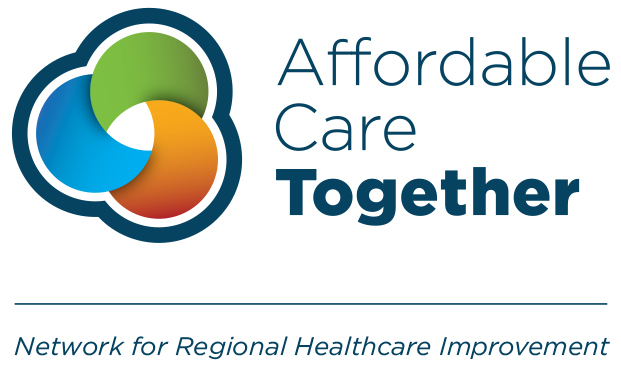 Affordable
Care
Together
Network for Regional Healthcare Improvement